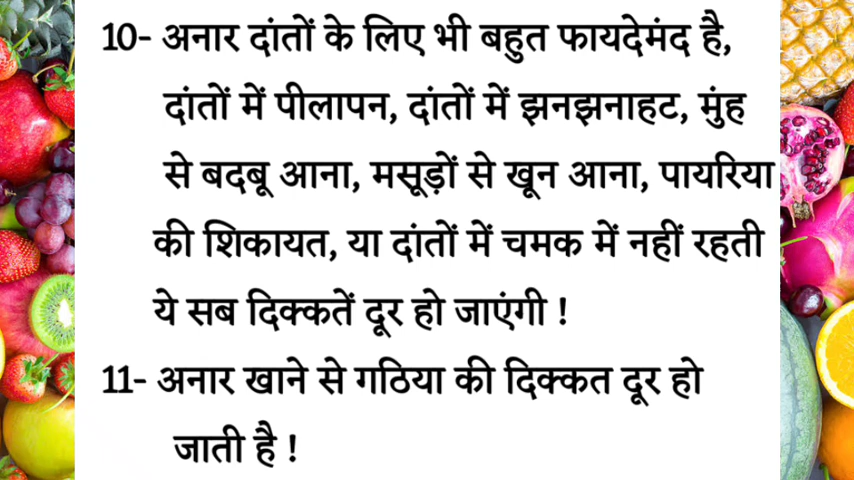 10- अनार दांतों के लिए भी बहुत फायदेमंद है,
दांतों में पीलापन, दांतों में झनझनाहट, मुंह
से बदबू आना, मसूड़ों से खून आना, पायरिया
की शिकायत, या दांतों में चमक में नहीं रहती
ये सब दिक्कतें दूर हो जाएंगी !
11- अनार खाने से गठिया की दिक्कत दूर हो
जाती है !